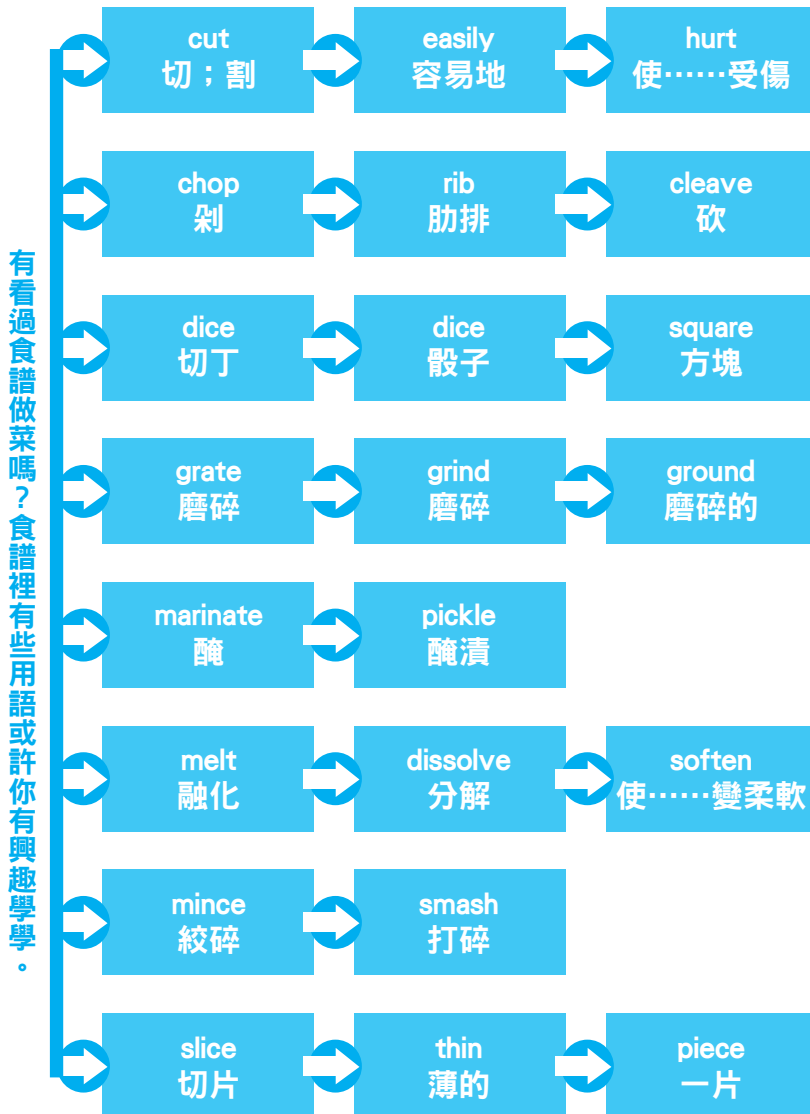 有看過食譜做菜嗎？食譜裡有些用語或許你有興趣學學。
cut
切；割
easily
容易地
hurt
使⋯⋯受傷
chop
剁
rib
肋排
cleave
砍
dice
切丁
dice
骰子
square
方塊
grate
磨碎
grind
磨碎
ground
磨碎的
marinate
醃
pickle
醃漬
melt
融化
dissolve
分解
soften
使⋯⋯變柔軟
mince
絞碎
smash
打碎
slice
切片
thin
薄的
piece
一片